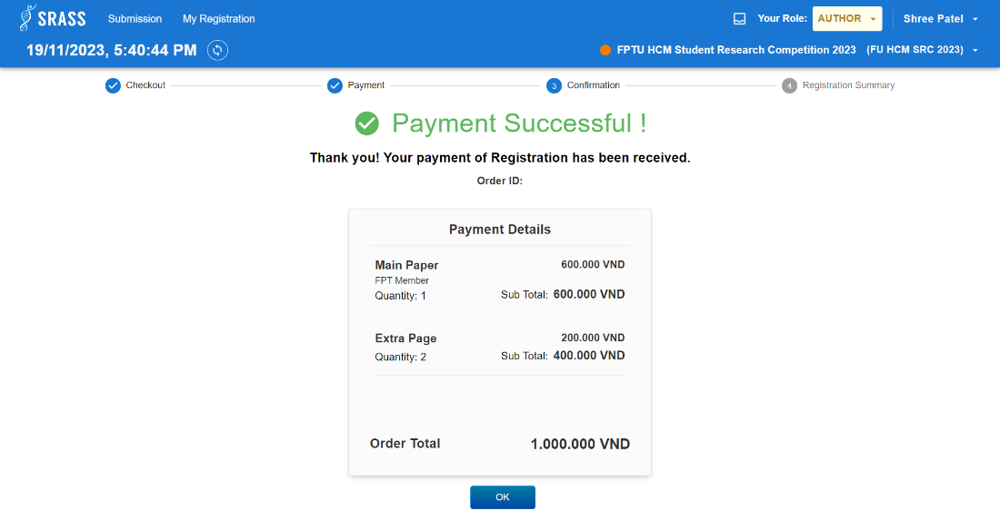 SRASS Submission My Registration Your Role: AUTHOR Shree Patel
19/11/2023, 5:40:44 PM FPTU HCM Student Research Competition 2023 (FU HCM SRC 2023)
Checkout Payment 3 Confirmation 4 Registration Summary
Payment Successful !
Thank you! Your payment of Registration has been received.
Order ID:
Payment Details
Main Paper 600.000 VND
FPT Member
Quantity: 1 Sub Total: 600.000 VND
Extra Page 200.000 VND
Quantity: 2 Sub Total: 400.000 VND
Order Total 1.000.000 VND
OK